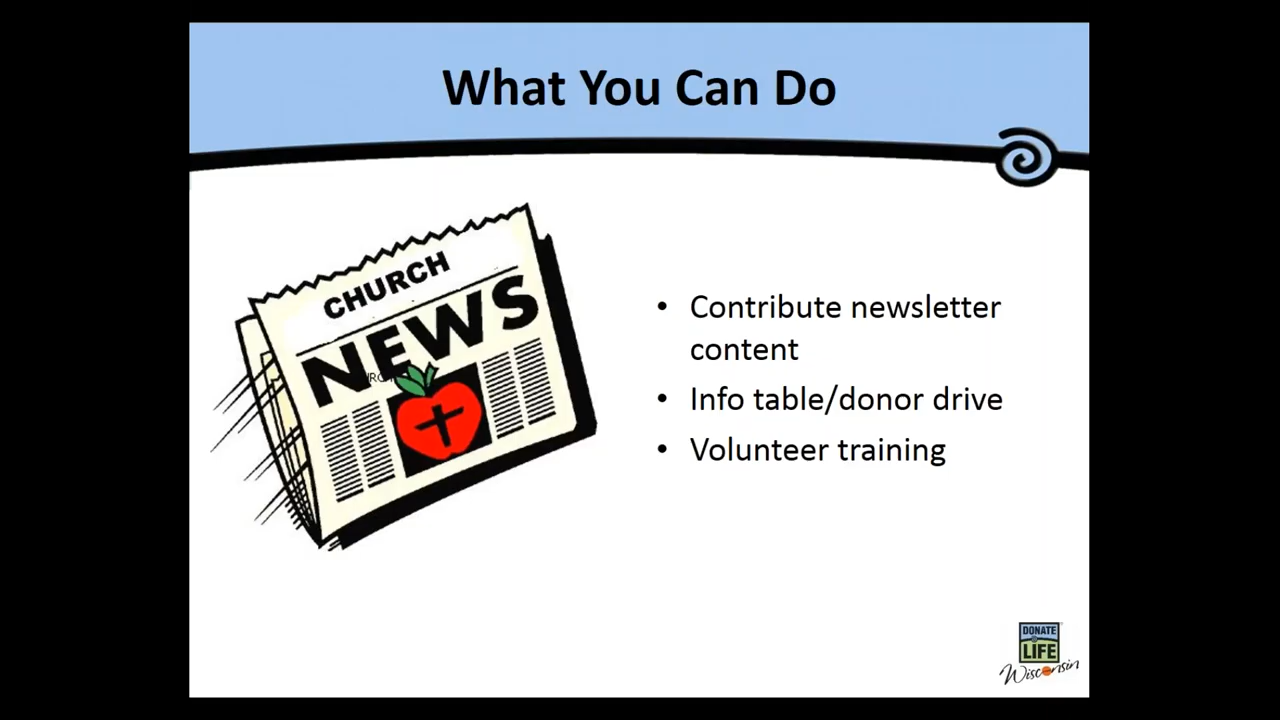 What You Can Do
CHURCH
NEWS
• Contribute newsletter
content
• Info table/donor drive
• Volunteer training
DONATE
LIFE
Wisconsin